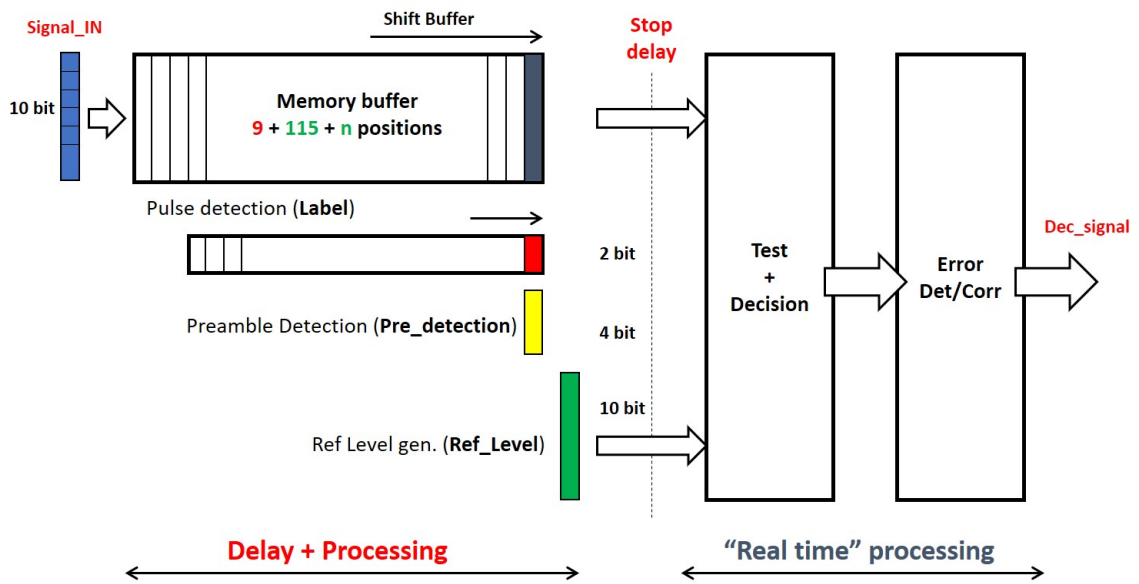 Signal_IN
Shift Buffer
Stop
delay
10 bit
Memory buffer
9 + 115 + n positions
Pulse detection (Label)
2 bit
Preamble Detection (Pre_detection)
4 bit
10 bit
Ref Level gen. (Ref_Level)
Test
+
Decision
Error
Det/Corr
Dec_signal
Delay + Processing
“Real time” processing